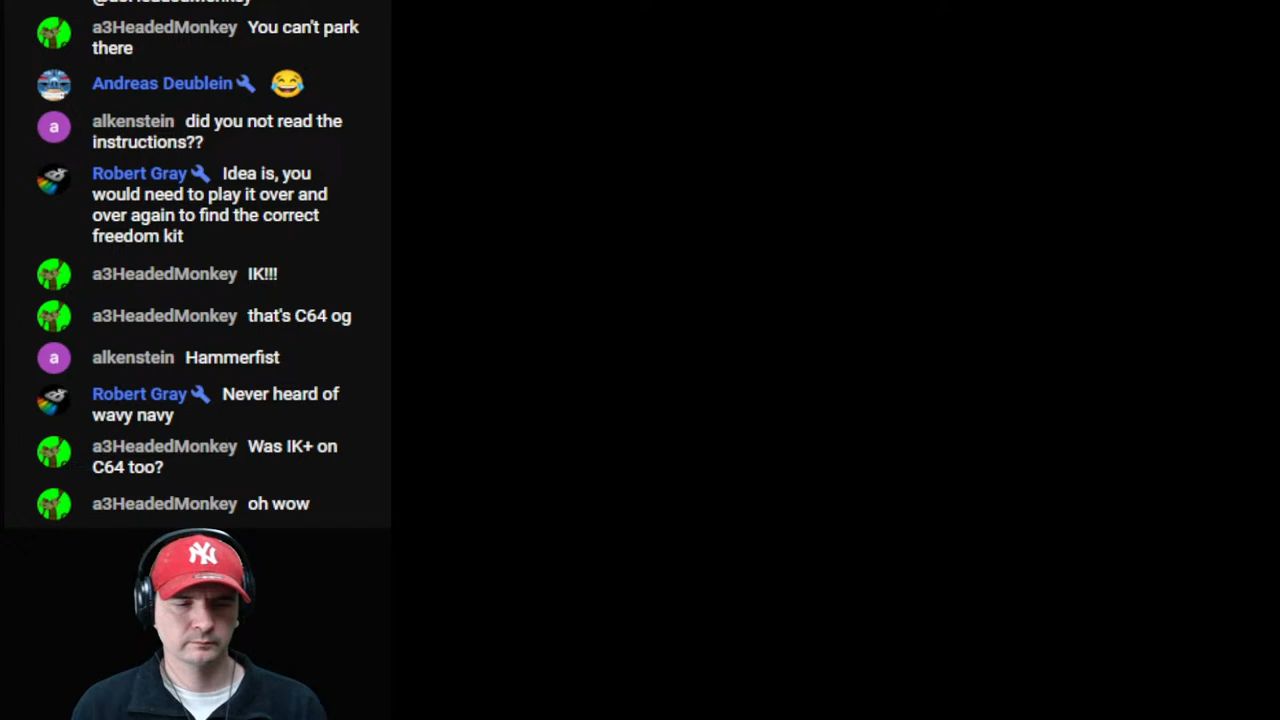 a3HeadedMonkey You can't park
there
Andreas Deublein 😂
a alkenstein did you not read the
instructions??
Robert Gray Idea is, you
would need to play it over and
over again to find the correct
freedom kit
a3HeadedMonkey IK!!!
a3HeadedMonkey that's C64 og
a alkenstein Hammerfist
Robert Gray Never heard of
wavy navy
a3HeadedMonkey Was IK+ on
C64 too?
a3HeadedMonkey oh wow
NY